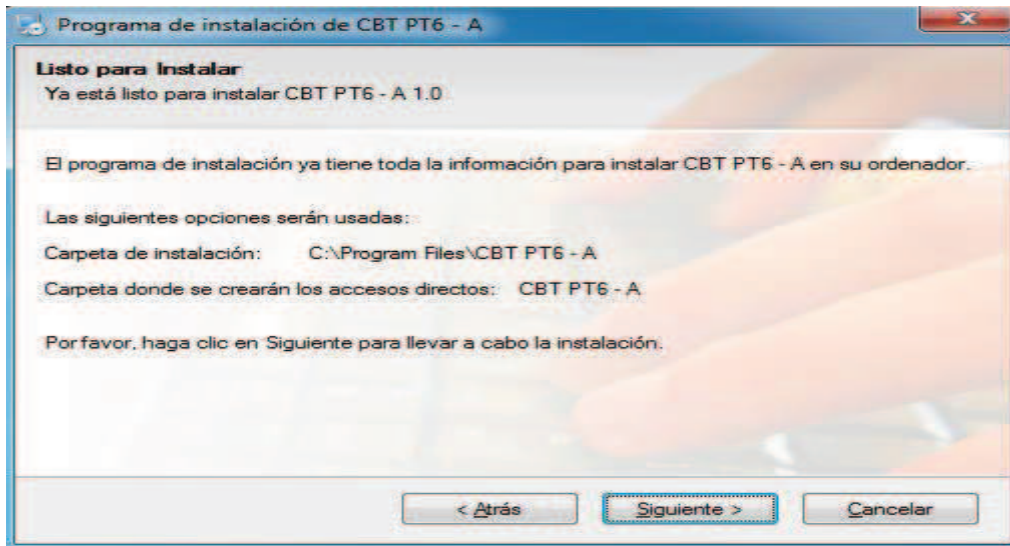 Programa de instalación de CBT PT6 - A
Listo para Instalar
Ya está listo para instalar CBT PT6 - A 1.0
El programa de instalación ya tiene toda la información para instalar CBT PT6 - A en su ordenador.
Las siguientes opciones serán usadas:
Carpeta de instalación: C:\Program Files\CBT PT6 - A
Carpeta donde se crearán los accesos directos: CBT PT6 - A
Por favor, haga clic en Siguiente para llevar a cabo la instalación.
< Atrás Siguiente > Cancelar